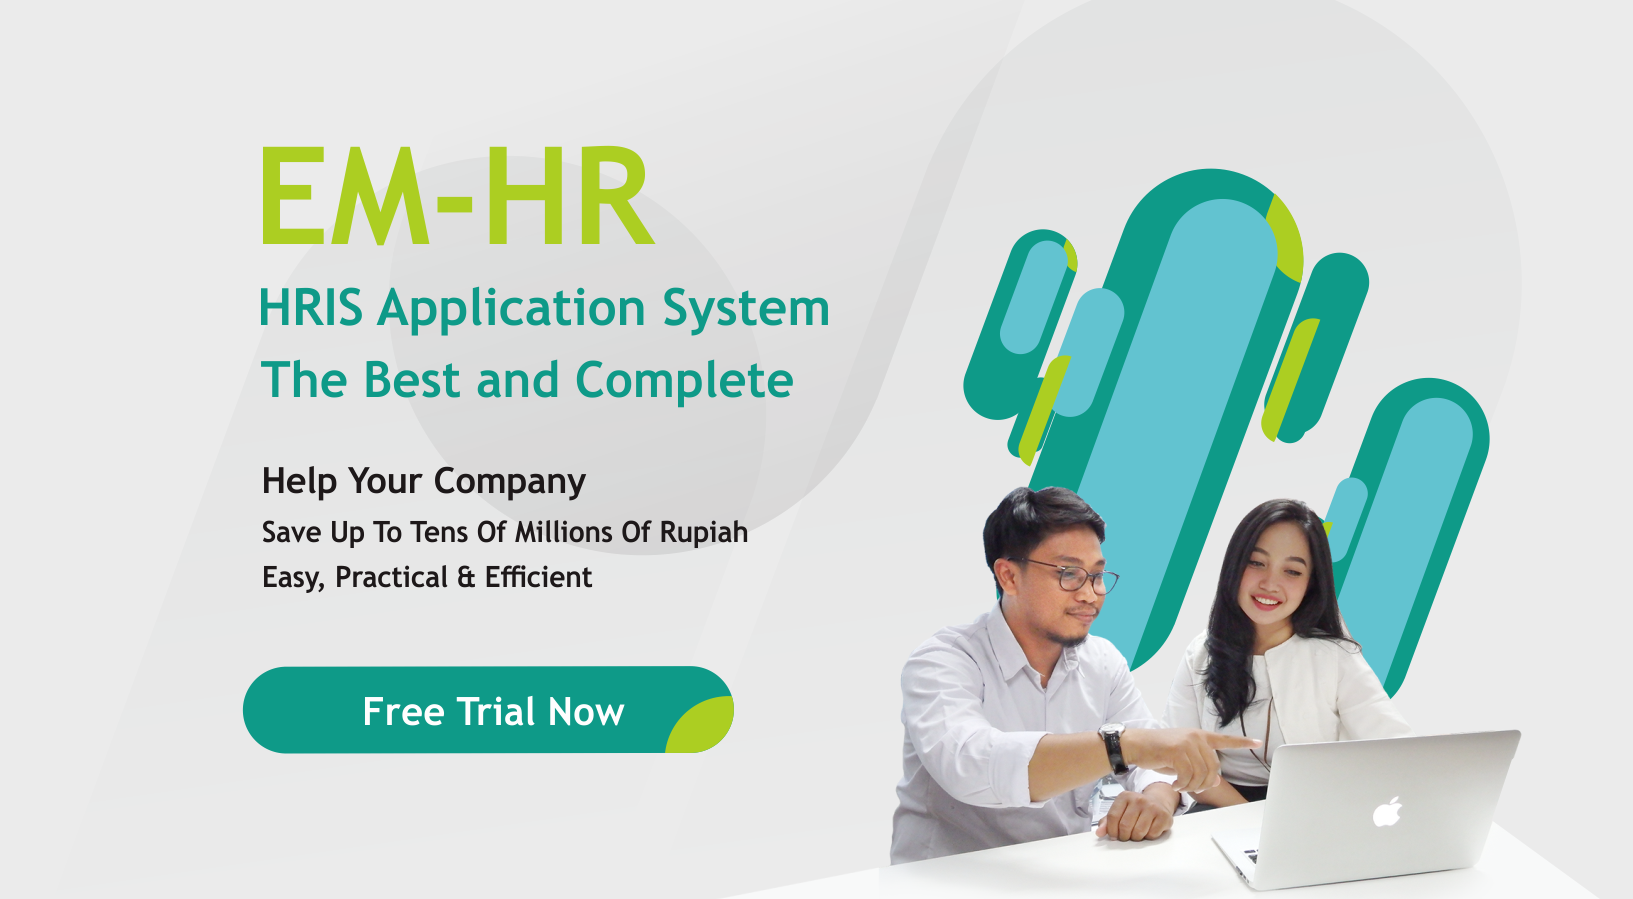 EM-HR
HRIS Application System
The Best and Complete
Help Your Company
Save Up To Tens Of Millions Of Rupiah
Easy, Practical & Efficient
Free Trial Now